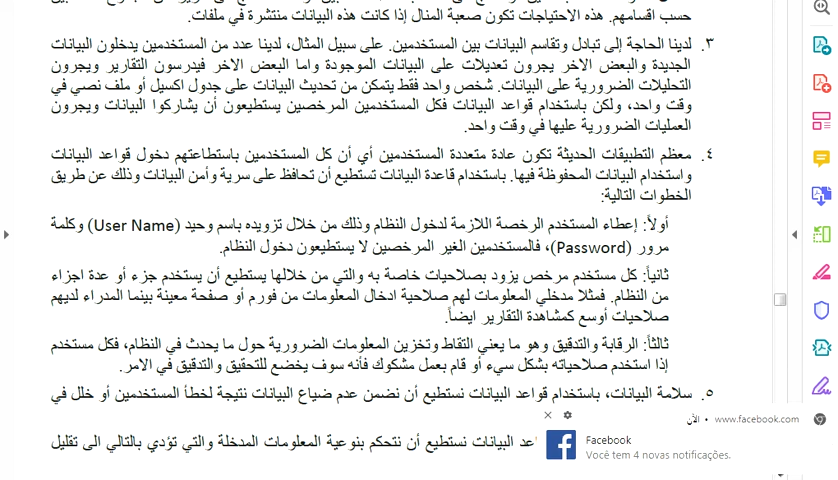 حسب اقسامهم. هذه الاحتياجات تكون صعبة المنال إذا كانت هذه البيانات منتشرة في ملفات.
٣. لدينا الحاجة إلى تبادل وتقاسم البيانات بين المستخدمين. على سبيل المثال، لدينا عدد من المستخدمين يدخلون البيانات
الجديدة والبعض الاخر يجرون تعديلات على البيانات الموجودة واما البعض الاخر فيدرسون التقارير ويجرون
التحليلات الضرورية على البيانات. شخص واحد فقط يتمكن من تحديث البيانات على جدول اكسيل أو ملف نصي في
وقت واحد، ولكن باستخدام قواعد البيانات فكل المستخدمين المرخصين يستطيعون أن يشاركوا البيانات ويجرون
العمليات الضرورية عليها في وقت واحد.
٤. معظم التطبيقات الحديثة تكون عادة متعددة المستخدمين أي أن كل المستخدمين باستطاعتهم دخول قواعد البيانات
واستخدام البيانات المحفوظة فيها. باستخدام قاعدة البيانات تستطيع أن تحافظ على سرية وأمن البيانات وذلك عن طريق
الخطوات التالية:
أولاً: إعطاء المستخدم الرخصة اللازمة لدخول النظام وذلك من خلال تزويده باسم وحيد (User Name) وكلمة
مرور (Password)، فالمستخدمين الغير المرخصين لا يستطيعون دخول النظام.
ثانياً: كل مستخدم مرخص يزود بصلاحيات خاصة به والتي من خلالها يستطيع أن يستخدم جزء أو عدة اجزاء
من النظام. فمثلا مدخلي المعلومات لهم صلاحية ادخال المعلومات من فورم أو صفحة معينة بينما المدراء لديهم
صلاحيات أوسع كمشاهدة التقارير ايضاً.
ثالثاً: الرقابة والتدقيق وهو ما يعني التقاط وتخزين المعلومات الضرورية حول ما يحدث في النظام، فكل مستخدم
إذا استخدم صلاحياته بشكل سيء أو قام بعمل مشكوك فأنه سوف يخضع للتحقيق والتدقيق في الامر.
٥. سلامة البيانات، باستخدام قواعد البيانات نستطيع أن نضمن عدم ضياع البيانات نتيجة لخطأ المستخدمين أو خلل في
البيانات نستطيع أن نتحكم بنوعية المعلومات المدخلة والتي تؤدي بالتالي الى تقليل
www.facebook.com • الآن
Facebook
Você tem 4 novas notificações.